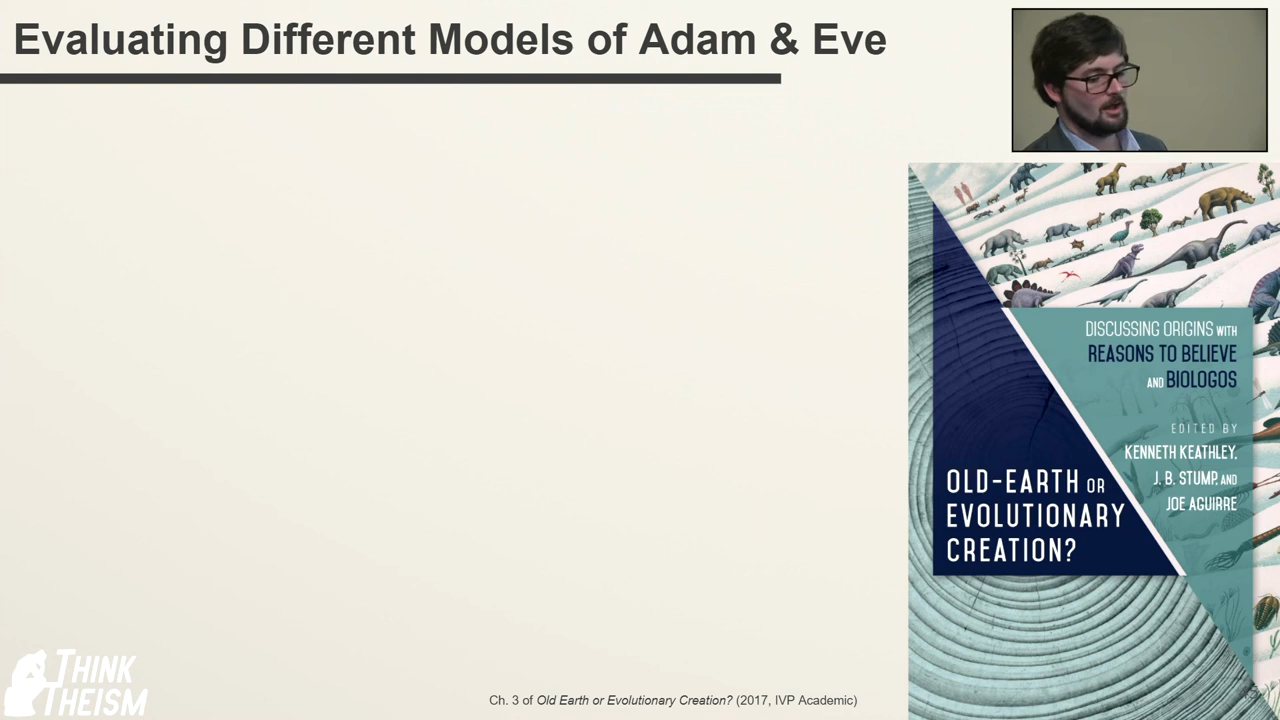 Evaluating Different Models of Adam & Eve
DISCUSSING ORIGINS WITH
REASONS TO BELIEVE
AND BIOLOGOS
EDITED BY
KENNETH KEATHLEY,
J. B. STUMP, AND
JOE AGUIRRE
OLD-EARTH OR
EVOLUTIONARY
CREATION?
THINK
THEISM
Ch. 3 of Old Earth or Evolutionary Creation? (2017, IVP Academic)